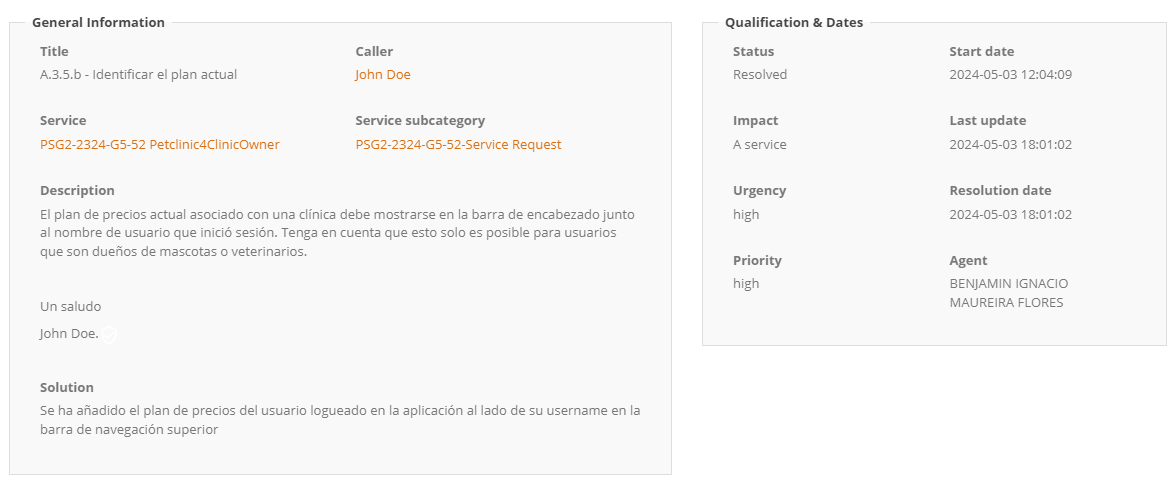 General Information
Title
Caller
A.3.5.b - Identificar el plan actual
John Doe
Service
Service subcategory
PSG2-2324-G5-52 Petclinic4ClinicOwner
PSG2-2324-G5-52-Service Request
Description
El plan de precios actual asociado con una clínica debe mostrarse en la barra de encabezado junto
al nombre de usuario que inició sesión. Tenga en cuenta que esto solo es posible para usuarios
que son dueños de mascotas o veterinarios.
Un saludo
John Doe.
Solution
Se ha añadido el plan de precios del usuario logueado en la aplicación al lado de su username en la
barra de navegación superior
Qualification & Dates
Status
Start date
Resolved
2024-05-03 12:04:09
Impact
Last update
A service
2024-05-03 18:01:02
Urgency
Resolution date
high
2024-05-03 18:01:02
Priority
Agent
high
BENJAMIN IGNACIO
MAUREIRA FLORES